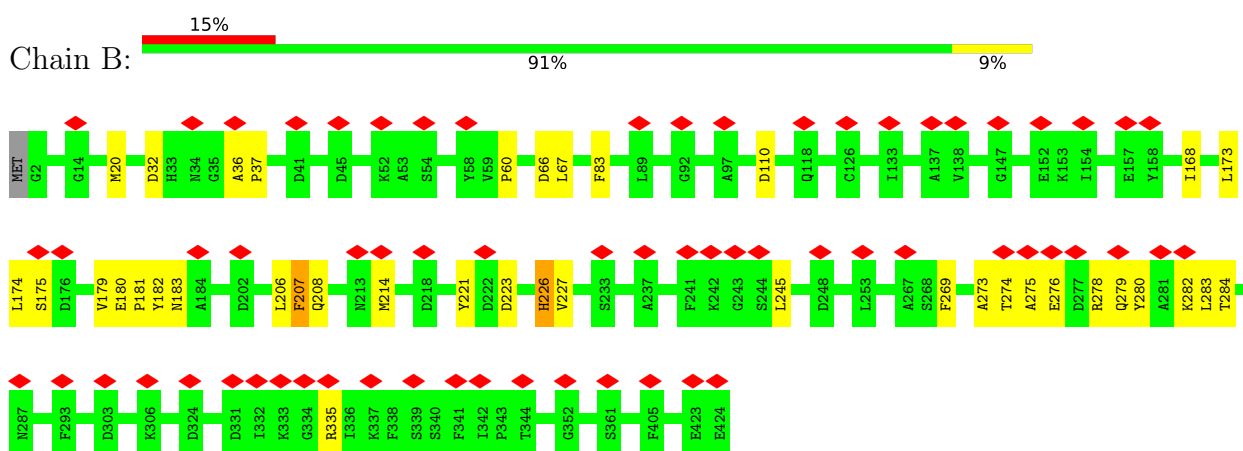 15%
Chain B:
91% 9%
MET G2 G14 M20 D32 H33 N34 G35 A36 P37 D41 D45 K52 A53 S54 Y58 V59 P60 D66 L67 F83 L89 G92 A97 D110 Q118 C126 I133 A137 V138 G147 E152 K153 I154 E157 Y158 I168 L173
L174 S175 D176 V179 E180 P181 Y182 N183 A184 D202 L206 F207 Q208 N213 M214 D218 Y221 D222 D223 H226 V227 S233 A237 F241 K242 G243 S244 L245 D248 L253 A267 S268 F269 A273 T274 A275 E276 D277 R278 Q279 Y280 A281 K282 L283 T284
N287 F293 D303 K306 D324 D331 I332 K333 G334 R335 I336 K337 F338 S339 S340 F341 I342 P343 T344 G352 S361 F405 E423 E424